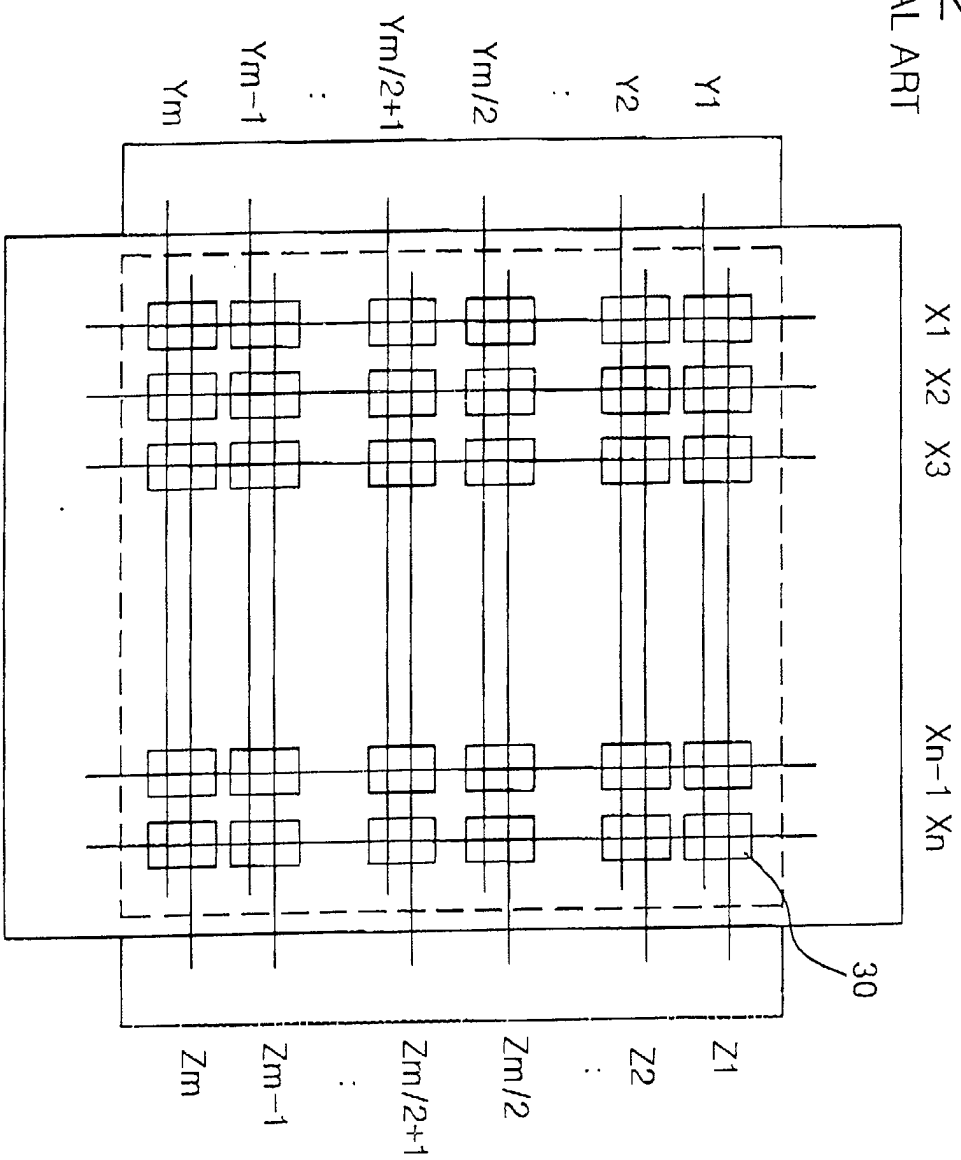 AL ART
X1 X2 X3 Xn-1 Xn
30
Y1 Z1
Y2 Z2
: :
Ym/2 Zm/2
Ym/2+1 Zm/2+1
: :
Ym-1 Zm-1
Ym Zm